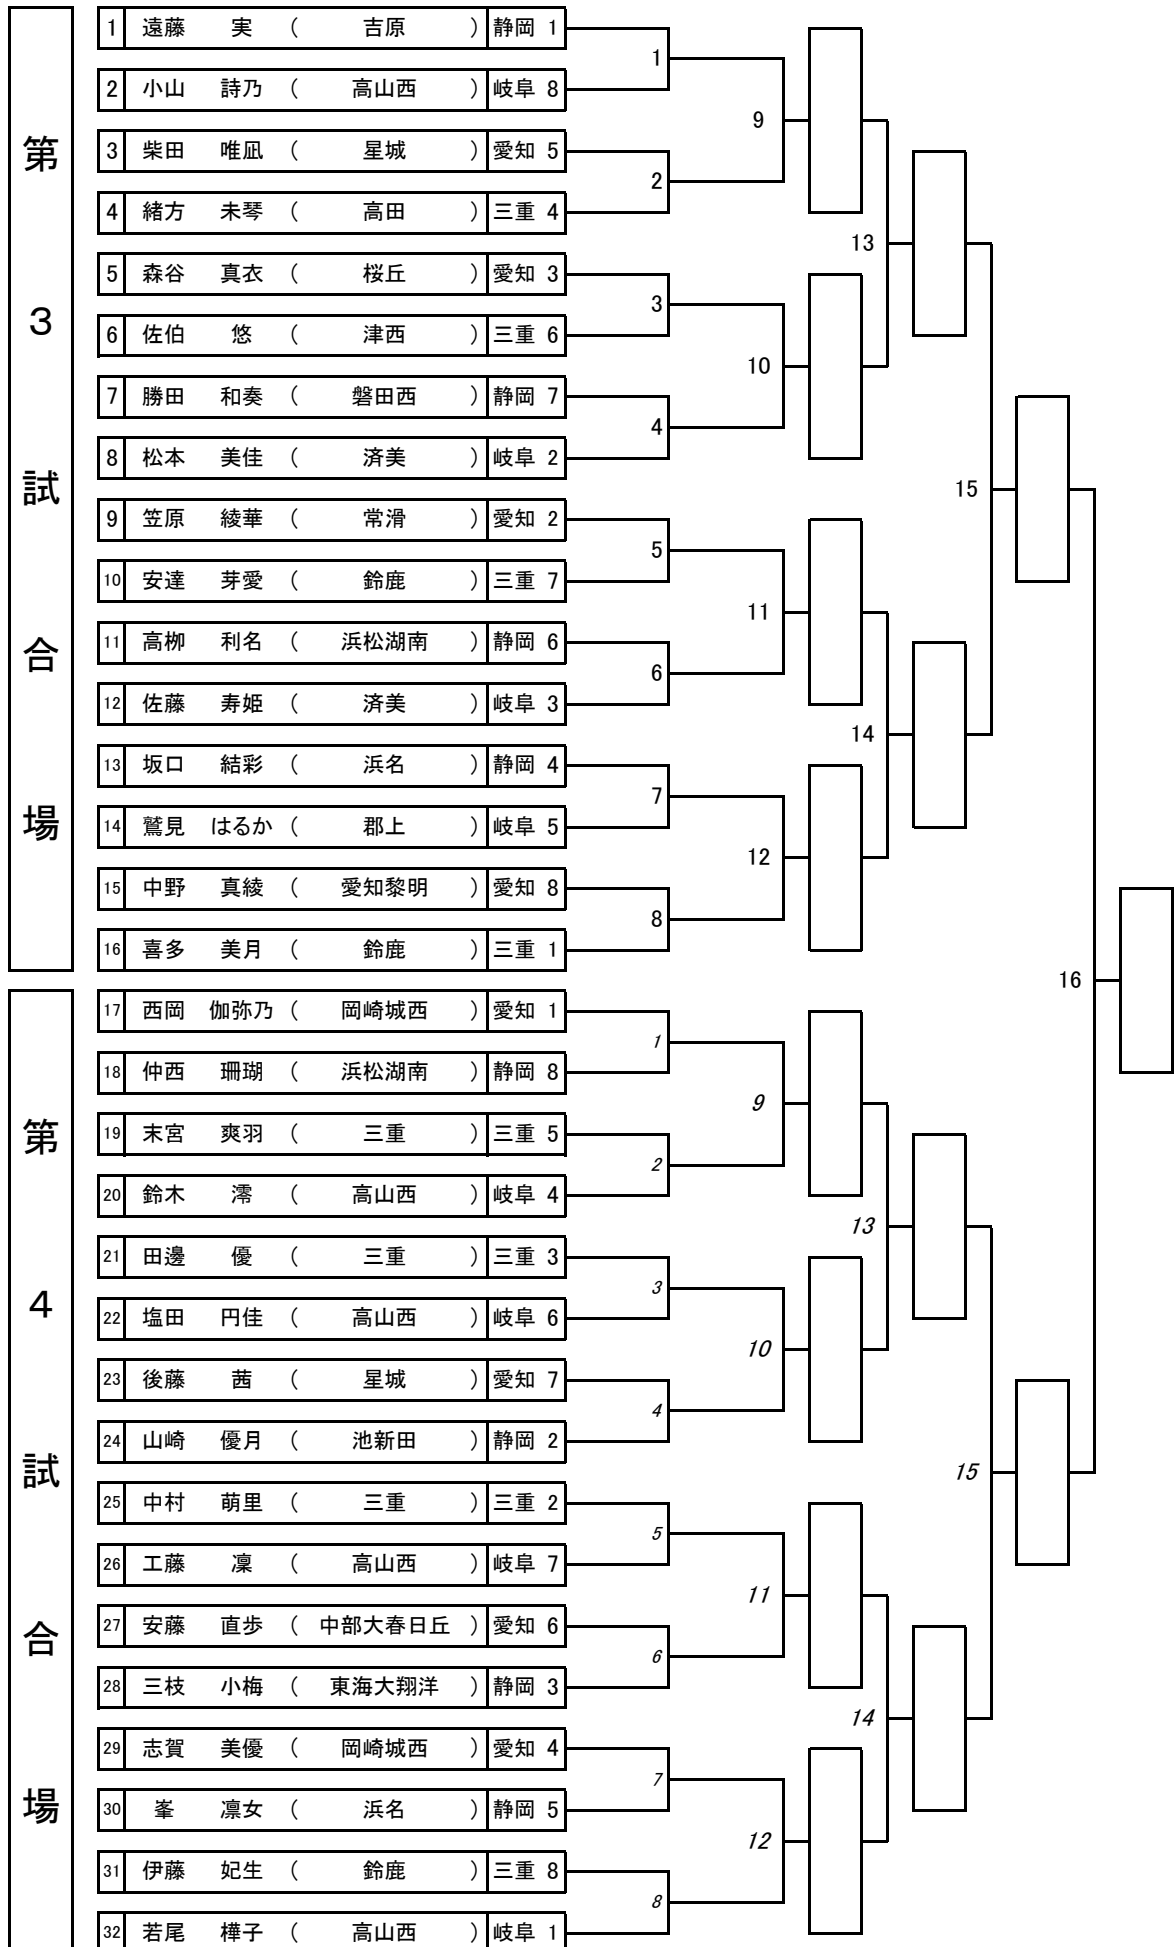 第3試合場
1 遠藤 実 ( 吉原 ) 静岡 1
2 小山 詩乃 ( 高山西 ) 岐阜 8
3 柴田 唯凪 ( 星城 ) 愛知 5
4 緒方 未琴 ( 高田 ) 三重 4
5 森谷 真衣 ( 桜丘 ) 愛知 3
6 佐伯 悠 ( 津西 ) 三重 6
7 勝田 和奏 ( 磐田西 ) 静岡 7
8 松本 美佳 ( 済美 ) 岐阜 2
9 笠原 綾華 ( 常滑 ) 愛知 2
10 安達 芽愛 ( 鈴鹿 ) 三重 7
11 高栁 利名 ( 浜松湖南 ) 静岡 6
12 佐藤 寿姫 ( 済美 ) 岐阜 3
13 坂口 結彩 ( 浜名 ) 静岡 4
14 鷲見 はるか ( 郡上 ) 岐阜 5
15 中野 真綾 ( 愛知黎明 ) 愛知 8
16 喜多 美月 ( 鈴鹿 ) 三重 1
1
2
3
4
5
6
7
8
9
10
11
12
13
14
15
16
第4試合場
17 西岡 伽弥乃 ( 岡崎城西 ) 愛知 1
18 仲西 珊瑚 ( 浜松湖南 ) 静岡 8
19 末宮 爽羽 ( 三重 ) 三重 5
20 鈴木 澪 ( 高山西 ) 岐阜 4
21 田邊 優 ( 三重 ) 三重 3
22 塩田 円佳 ( 高山西 ) 岐阜 6
23 後藤 茜 ( 星城 ) 愛知 7
24 山崎 優月 ( 池新田 ) 静岡 2
25 中村 萌里 ( 三重 ) 三重 2
26 工藤 凜 ( 高山西 ) 岐阜 7
27 安藤 直歩 ( 中部大春日丘 ) 愛知 6
28 三枝 小梅 ( 東海大翔洋 ) 静岡 3
29 志賀 美優 ( 岡崎城西 ) 愛知 4
30 峯 凛女 ( 浜名 ) 静岡 5
31 伊藤 妃生 ( 鈴鹿 ) 三重 8
32 若尾 樺子 ( 高山西 ) 岐阜 1
1
2
3
4
5
6
7
8
9
10
11
12
13
14
15